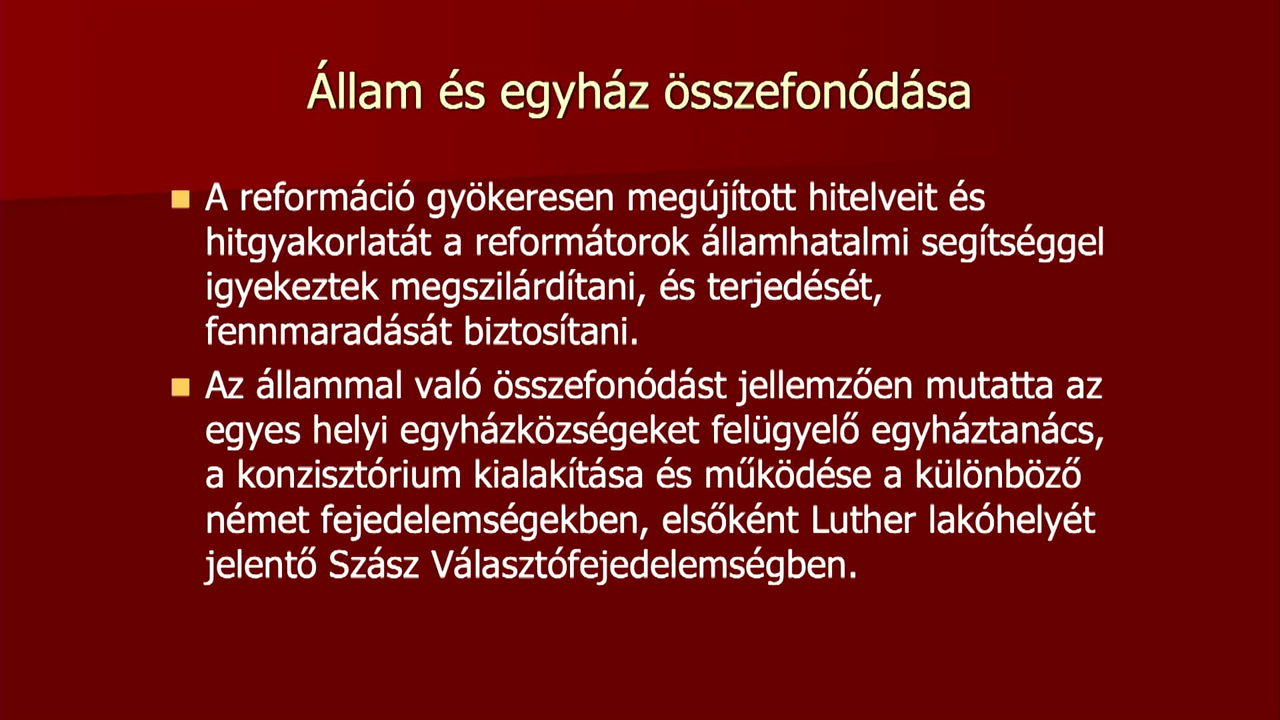 Állam és egyház összefonódása
A reformáció gyökeresen megújított hitelveit és
hitgyakorlatát a reformátorok államhatalmi segítséggel
igyekeztek megszilárdítani, és terjedését,
fennmaradását biztosítani.
Az állammal való összefonódást jellemzően mutatta az
egyes helyi egyházközségeket felügyelő egyháztanács,
a konzisztórium kialakítása és működése a különböző
német fejedelemségekben, elsőként Luther lakóhelyét
jelentő Szász Választófejedelemségben.